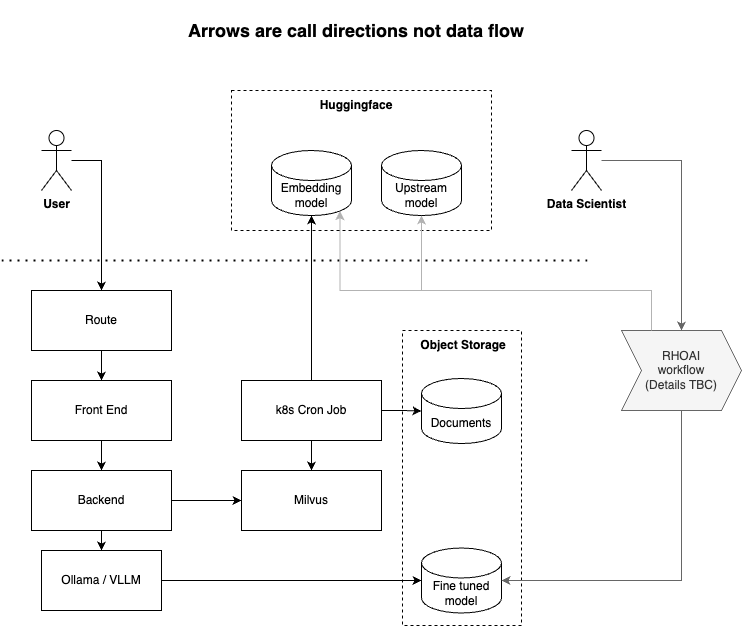 Arrows are call directions not data flow
Huggingface
Embedding
model
Upstream
model
User
Data Scientist
Route
Object Storage
RHOAI
workflow
(Details TBC)
Front End
k8s Cron Job
Documents
Backend
Milvus
Ollama / VLLM
Fine tuned
model